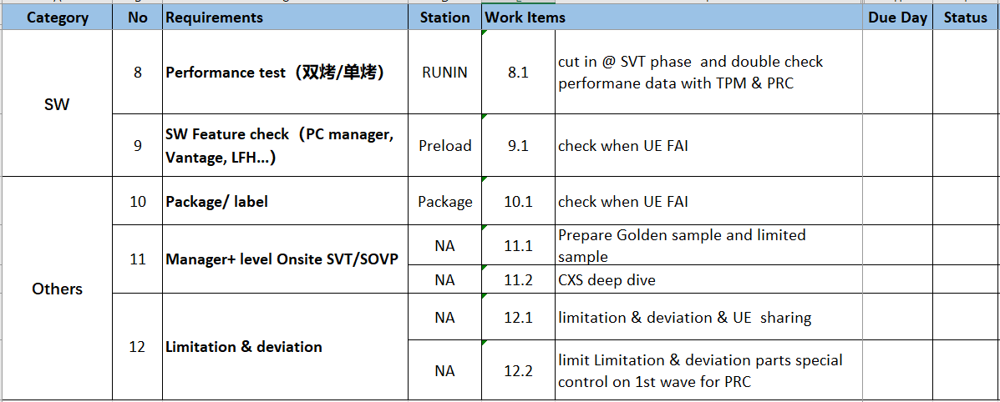 Category No Requirements Station Work Items Due Day Status
SW
8 Performance test（双烤/单烤） RUNIN 8.1 cut in @ SVT phase and double check
performane data with TPM & PRC
9 SW Feature check（PC manager,
Vantage, LFH...） Preload 9.1 check when UE FAI
Others
10 Package/ label Package 10.1 check when UE FAI
11 Manager+ level Onsite SVT/SOVP
NA 11.1 Prepare Golden sample and limited
sample
NA 11.2 CXS deep dive
12 Limitation & deviation
NA 12.1 limitation & deviation & UE sharing
NA 12.2 limit Limitation & deviation parts special
control on 1st wave for PRC